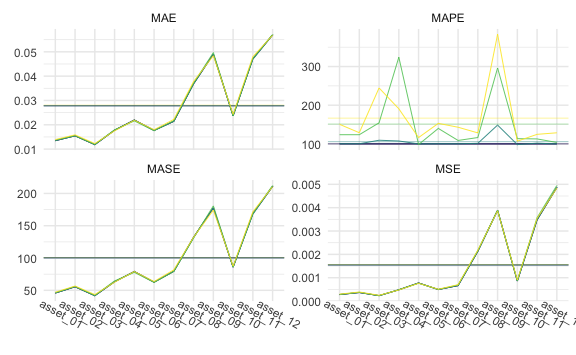 MAE
MAPE
0.05
0.04
0.03
0.02
0.01
300
200
100
MASE
MSE
200
150
100
50
0.005
0.004
0.003
0.002
0.001
0.000
asset_01
asset_02
asset_03
asset_04
asset_05
asset_06
asset_07
asset_08
asset_09
asset_10
asset_11
asset_12
asset_01
asset_02
asset_03
asset_04
asset_05
asset_06
asset_07
asset_08
asset_09
asset_10
asset_11